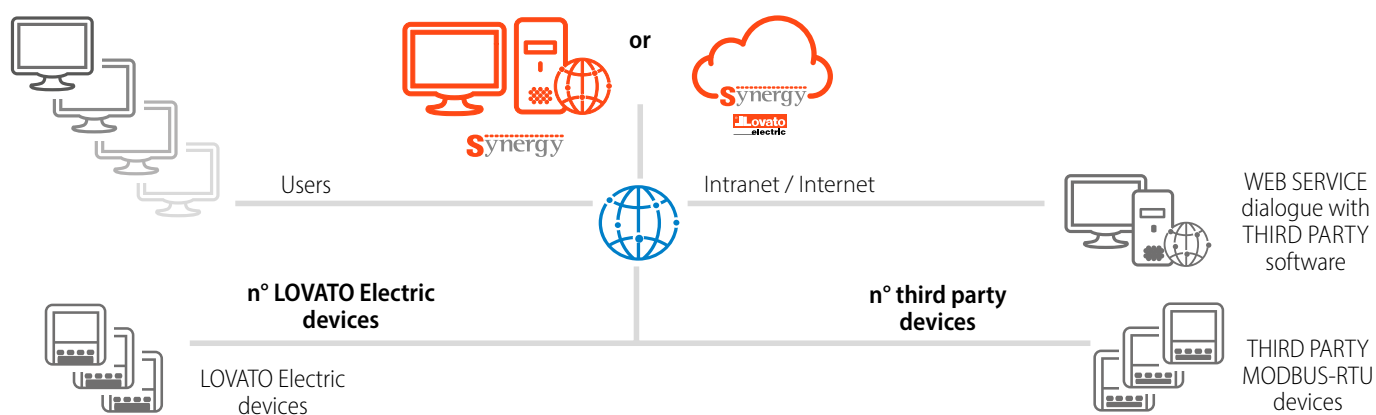 or
Synergy
Synergy
Lovato
electric
Users
Intranet / Internet
WEB SERVICE
dialogue with
THIRD PARTY
software
n° LOVATO Electric
devices
n° third party
devices
LOVATO Electric
devices
THIRD PARTY
MODBUS-RTU
devices